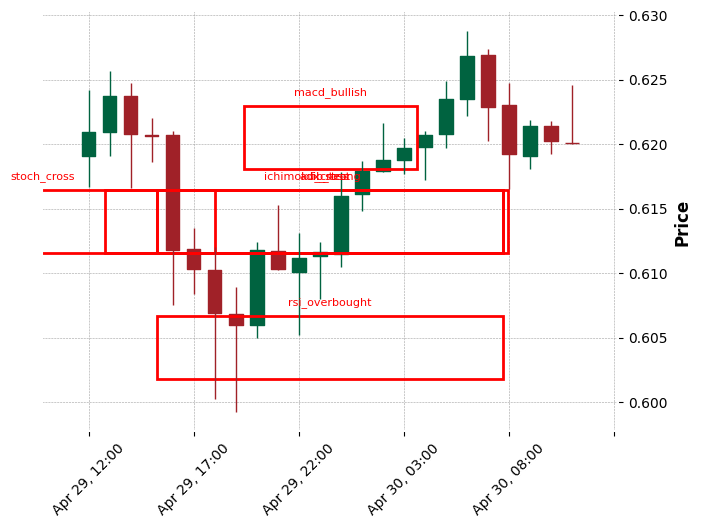 0.630
macd_bullish
0.625
0.620
stoch_cross
0.615
Price
0.610
rsi_overbought
0.605
0.600
Apr 29, 12:00
Apr 29, 17:00
Apr 29, 22:00
Apr 30, 03:00
Apr 30, 08:00